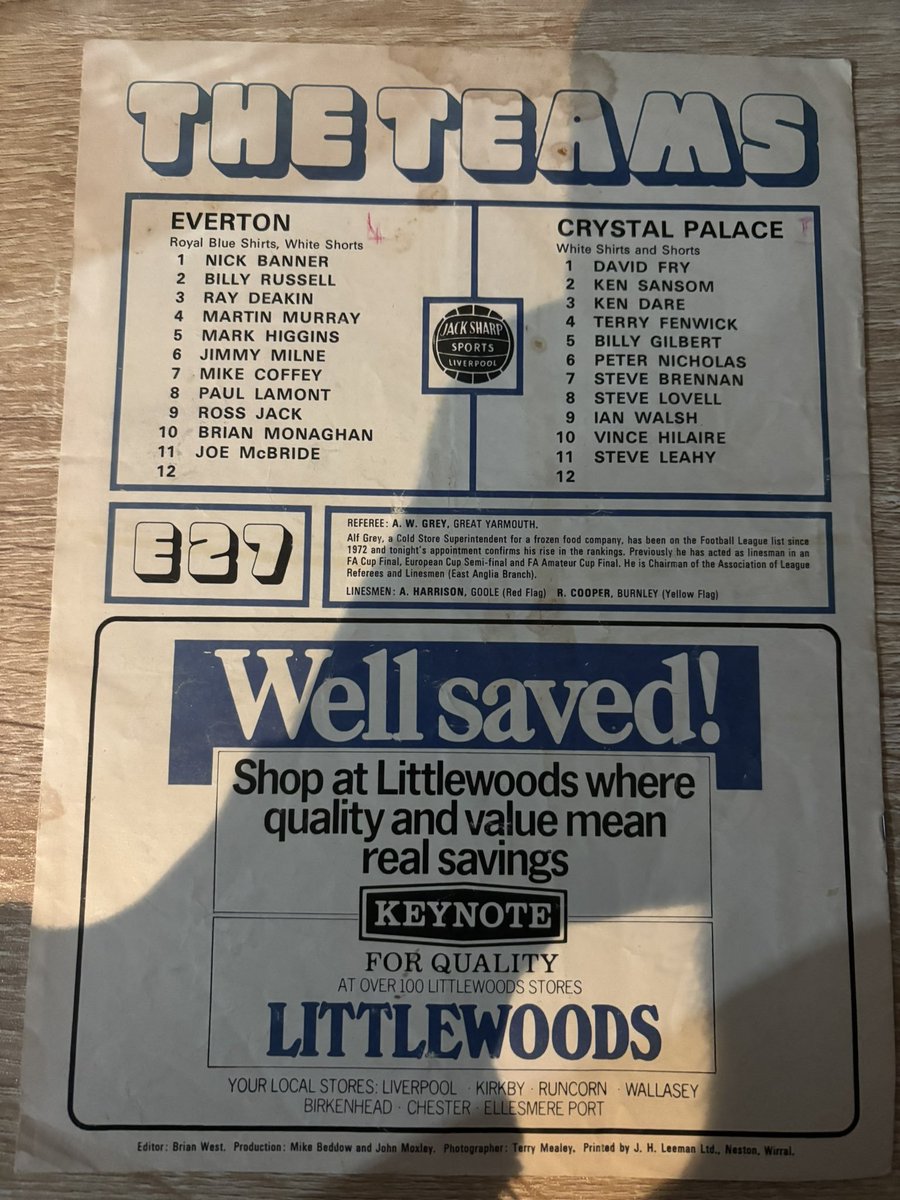 THE TEAMS
EVERTON
Royal Blue Shirts, White Shorts
1 NICK BANNER
2 BILLY RUSSELL
3 RAY DEAKIN
4 MARTIN MURRAY
5 MARK HIGGINS
6 JIMMY MILNE
7 MIKE COFFEY
8 PAUL LAMONT
9 ROSS JACK
10 BRIAN MONAGHAN
11 JOE McBRIDE
12
4
JACK SHARP
SPORTS
LIVERPOOL
CRYSTAL PALACE
White Shirts and Shorts
1 DAVID FRY
2 KEN SANSOM
3 KEN DARE
4 TERRY FENWICK
5 BILLY GILBERT
6 PETER NICHOLAS
7 STEVE BRENNAN
8 STEVE LOVELL
9 IAN WALSH
10 VINCE HILAIRE
11 STEVE LEAHY
12
E27
REFEREE: A. W. GREY, GREAT YARMOUTH.
Alf Grey, a Cold Store Superintendent for a frozen food company, has been on the Football League list since
1972 and tonight's appointment confirms his rise in the rankings. Previously he has acted as linesman in an
FA Cup Final, European Cup Semi-final and FA Amateur Cup Final. He is Chairman of the Association of League
Referees and Linesmen (East Anglia Branch).
LINESMEN: A. HARRISON, GOOLE (Red Flag) R. COOPER, BURNLEY (Yellow Flag)
Well saved!
Shop at Littlewoods where
quality and value mean
real savings
KEYNOTE
FOR QUALITY
AT OVER 100 LITTLEWOODS STORES
LITTLEWOODS
YOUR LOCAL STORES: LIVERPOOL · KIRKBY · RUNCORN · WALLASEY
BIRKENHEAD · CHESTER · ELLESMERE PORT
Editor: Brian West. Production: Mike Beddow and John Moxley. Photographer: Terry Mealey. Printed by J. H. Leeman Ltd., Neston, Wirral.